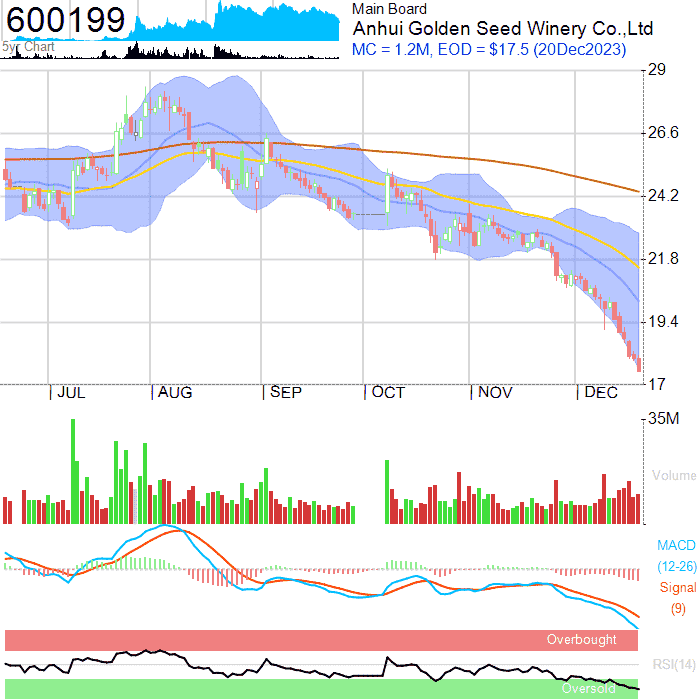 600199
5yr Chart
Main Board
Anhui Golden Seed Winery Co.,Ltd
MC = 1.2M, EOD = $17.5 (20Dec2023)
29
26.6
24.2
21.8
19.4
17
JUL AUG SEP OCT NOV DEC
35M
Volume
MACD
(12-26)
Signal
(9)
Overbought
RSI(14)
Oversold